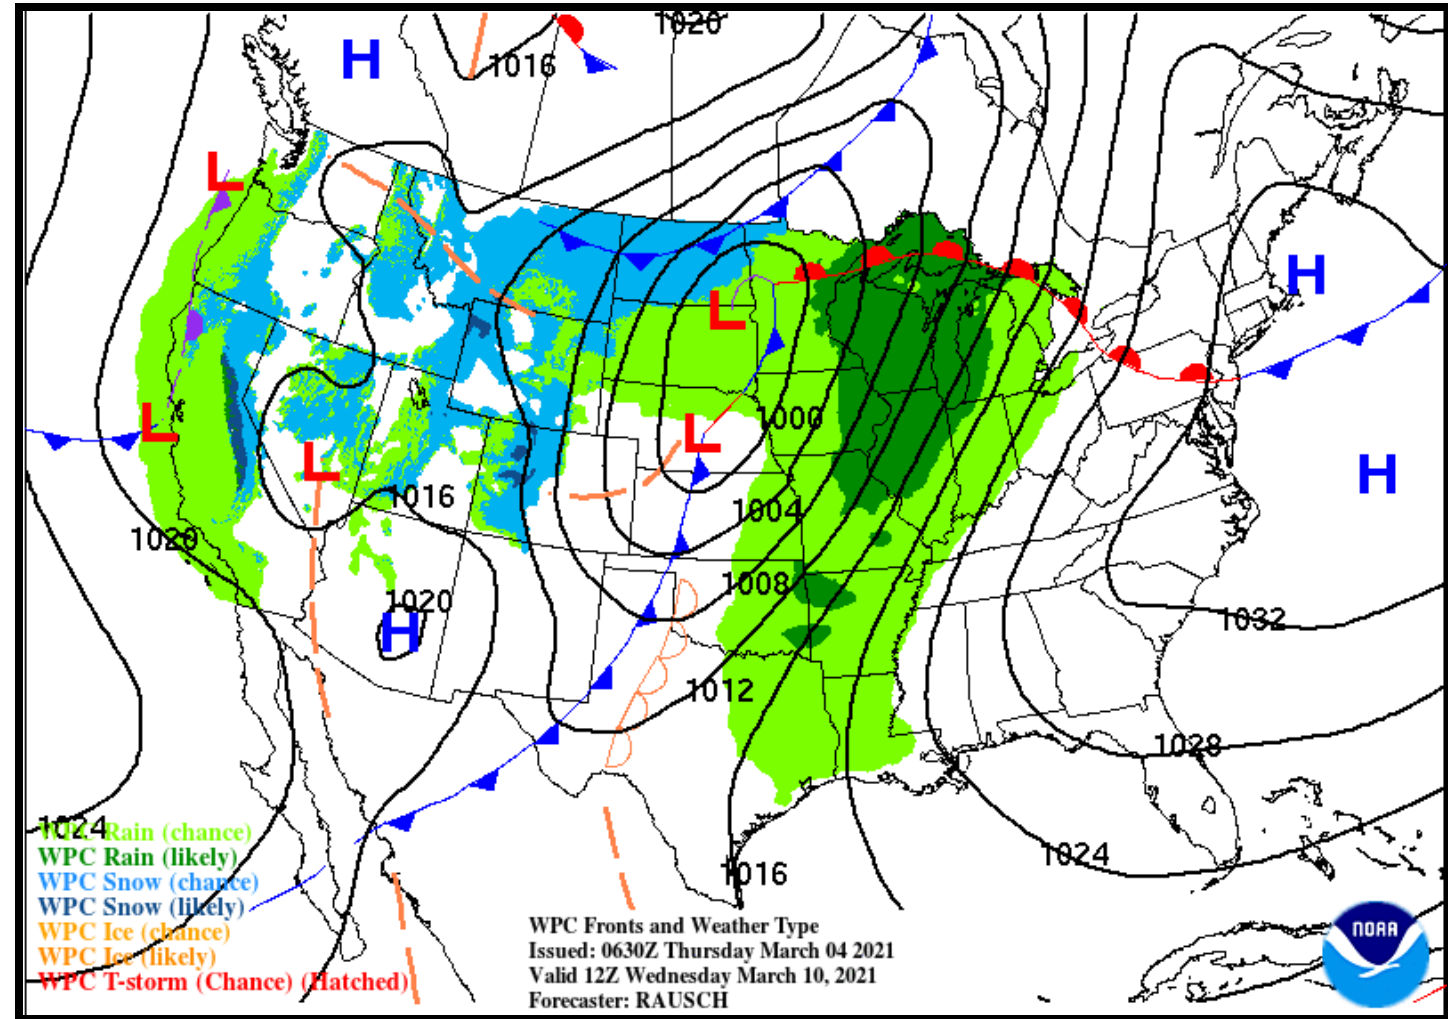 1020
H
1016
L
H
L
1000
L
L
L
H
1016
1004
1020
1008
1020
H
1032
1012
1028
1024
WPC Rain (chance)
WPC Rain (likely)
WPC Snow (chance)
WPC Snow (likely)
WPC Ice (chance)
WPC Ice (likely)
WPC T-storm (Chance) (Hatched)
1024
1016
WPC Fronts and Weather Type
Issued: 0630Z Thursday March 04 2021
Valid 12Z Wednesday March 10, 2021
Forecaster: RAUSCH
NOAA